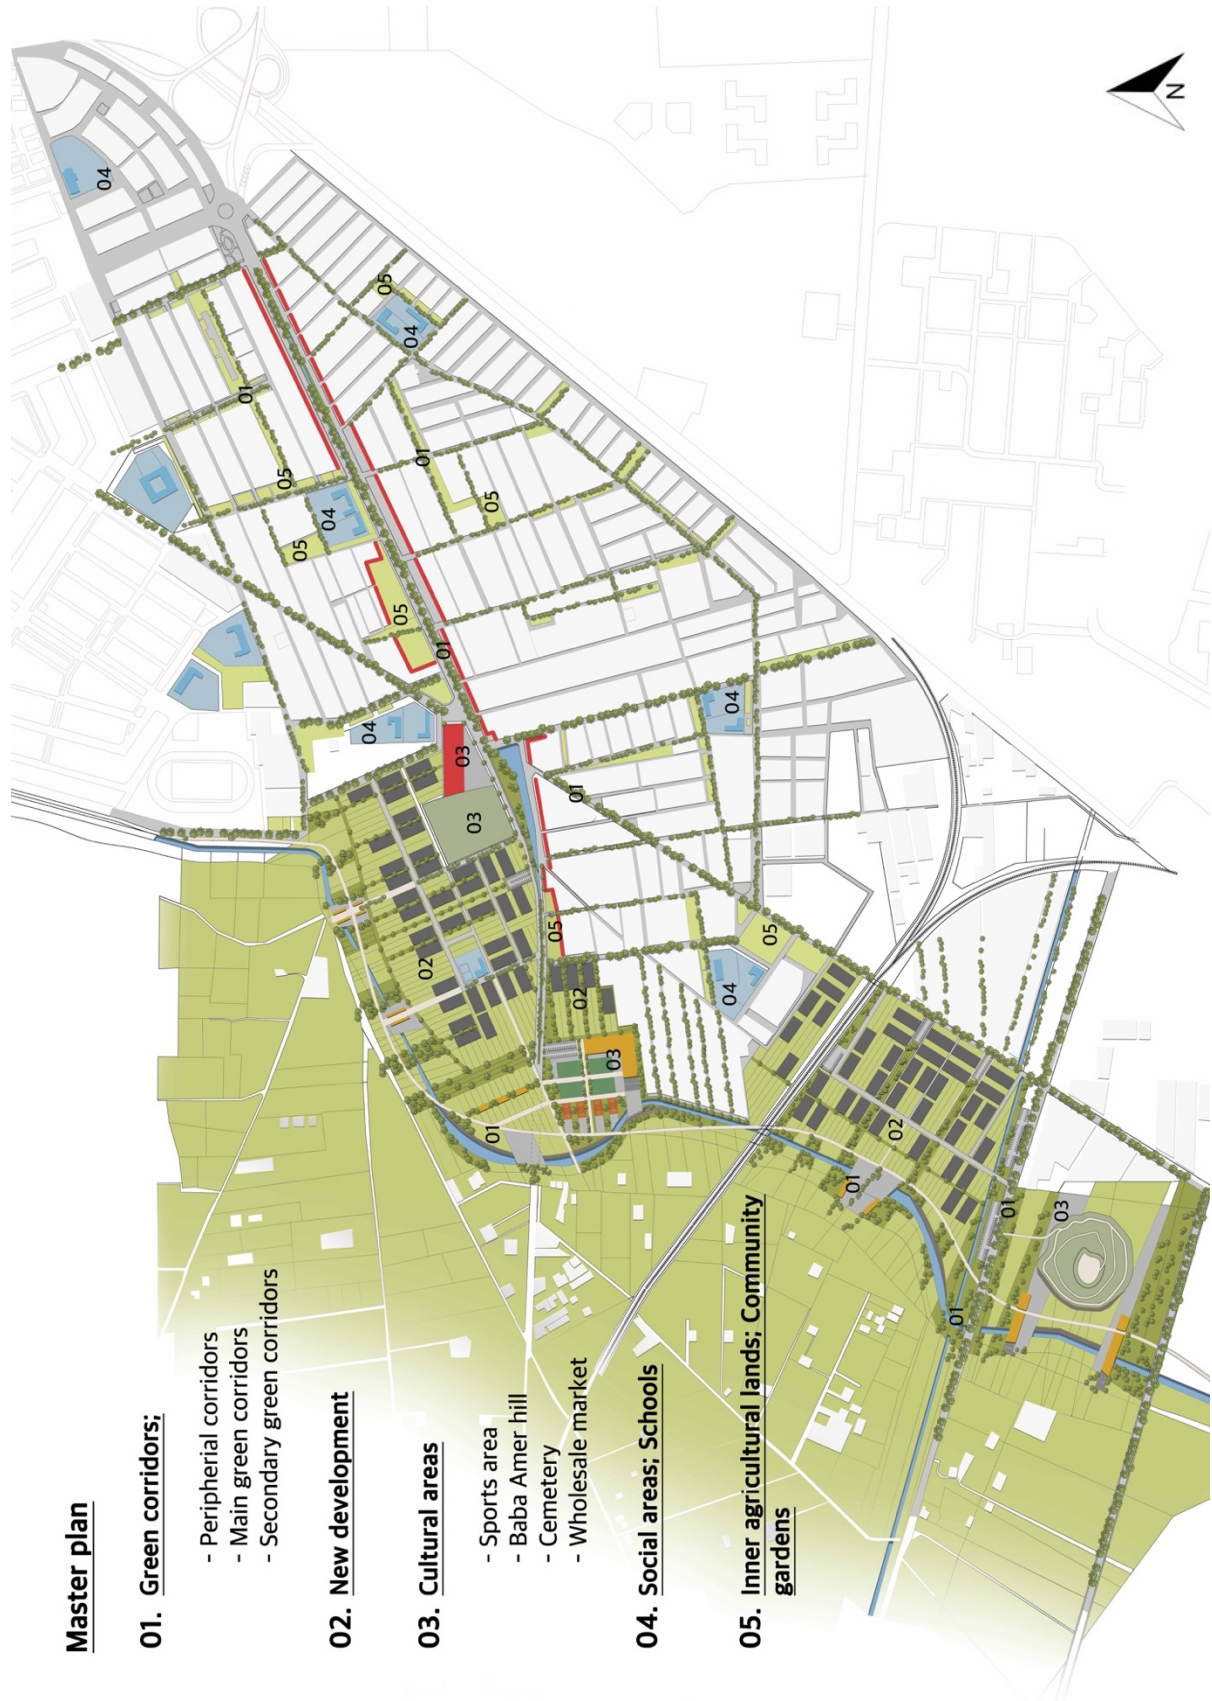 Master plan
01. Green corridors;
- Peripherial corridors
- Main green corridors
- Secondary green corridors
02. New development
03. Cultural areas
- Sports area
- Baba Amer hill
- Cemetery
- Wholesale market
04. Social areas; Schools
05. Inner agricultural lands; Community
gardens
04
01
05
05
04
04
05
05
04
01
02
01
03
03
05
01
05
01
02
03
04
04
05
01
02
01
01
03
N